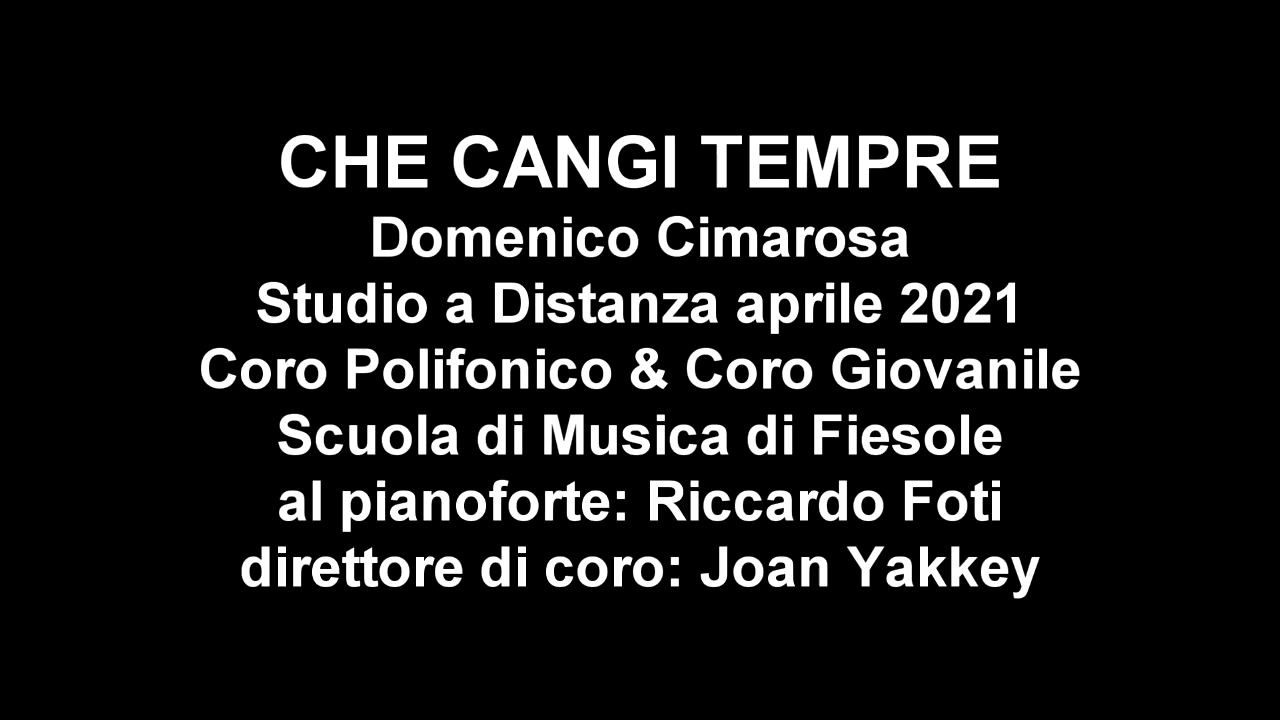 CHE CANGI TEMPRE
Domenico Cimarosa
Studio a Distanza aprile 2021
Coro Polifonico & Coro Giovanile
Scuola di Musica di Fiesole
al pianoforte: Riccardo Foti
direttore di coro: Joan Yakkey